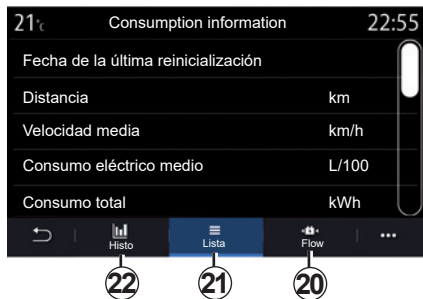 21°c Consumption information 22:55
Fecha de la última reinicialización
Distancia km
Velocidad media km/h
Consumo eléctrico medio L/100
Consumo total kWh
Histo Lista Flow
22 21 20